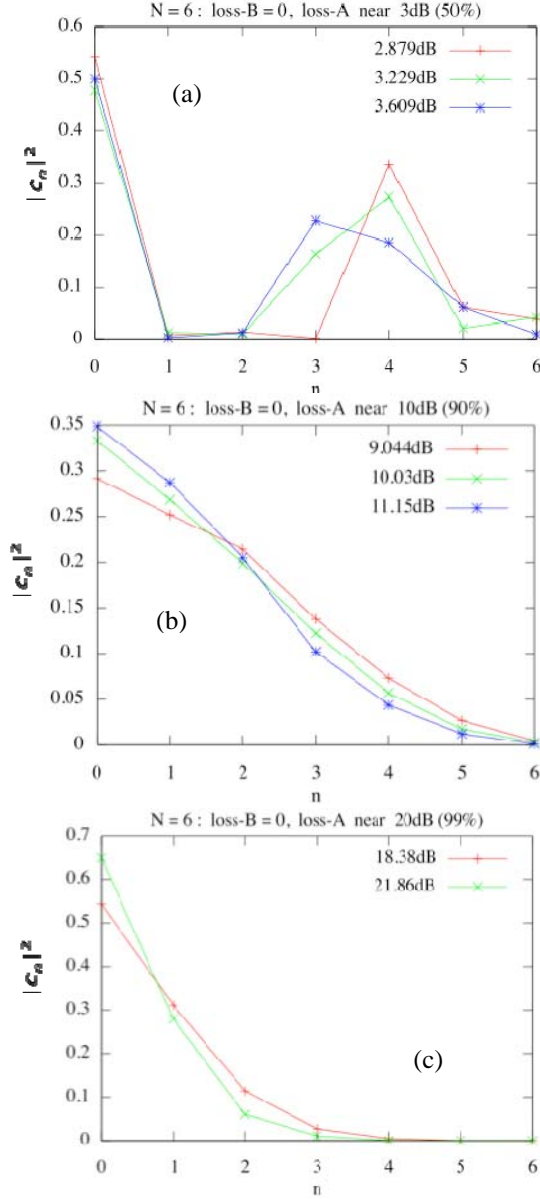 N = 6 : loss-B = 0, loss-A near 3dB (50%)
0.6
0.5
0.4
0.3
0.2
0.1
0
|c_n|^2
(a)
2.879dB
3.229dB
3.609dB
0 1 2 3 4 5 6
n
N = 6 : loss-B = 0, loss-A near 10dB (90%)
0.35
0.3
0.25
0.2
0.15
0.1
0.05
0
|c_n|^2
(b)
9.044dB
10.03dB
11.15dB
0 1 2 3 4 5 6
n
N = 6 : loss-B = 0, loss-A near 20dB (99%)
0.7
0.6
0.5
0.4
0.3
0.2
0.1
0
|c_n|^2
(c)
18.38dB
21.86dB
0 1 2 3 4 5 6
n